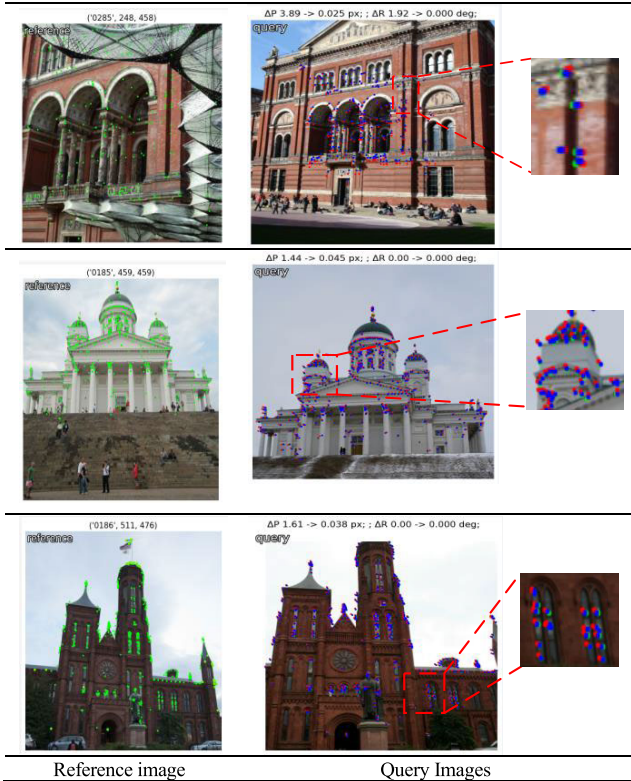 ('0285', 248, 458)
ΔP 3.89 -> 0.025 px; ; ΔR 1.92 -> 0.000 deg;
reference
query
('0185', 459, 459)
ΔP 1.44 -> 0.045 px; ; ΔR 0.00 -> 0.000 deg;
reference
query
('0186', 511, 476)
ΔP 1.61 -> 0.038 px; ; ΔR 0.00 -> 0.000 deg;
reference
query
Reference image
Query Images